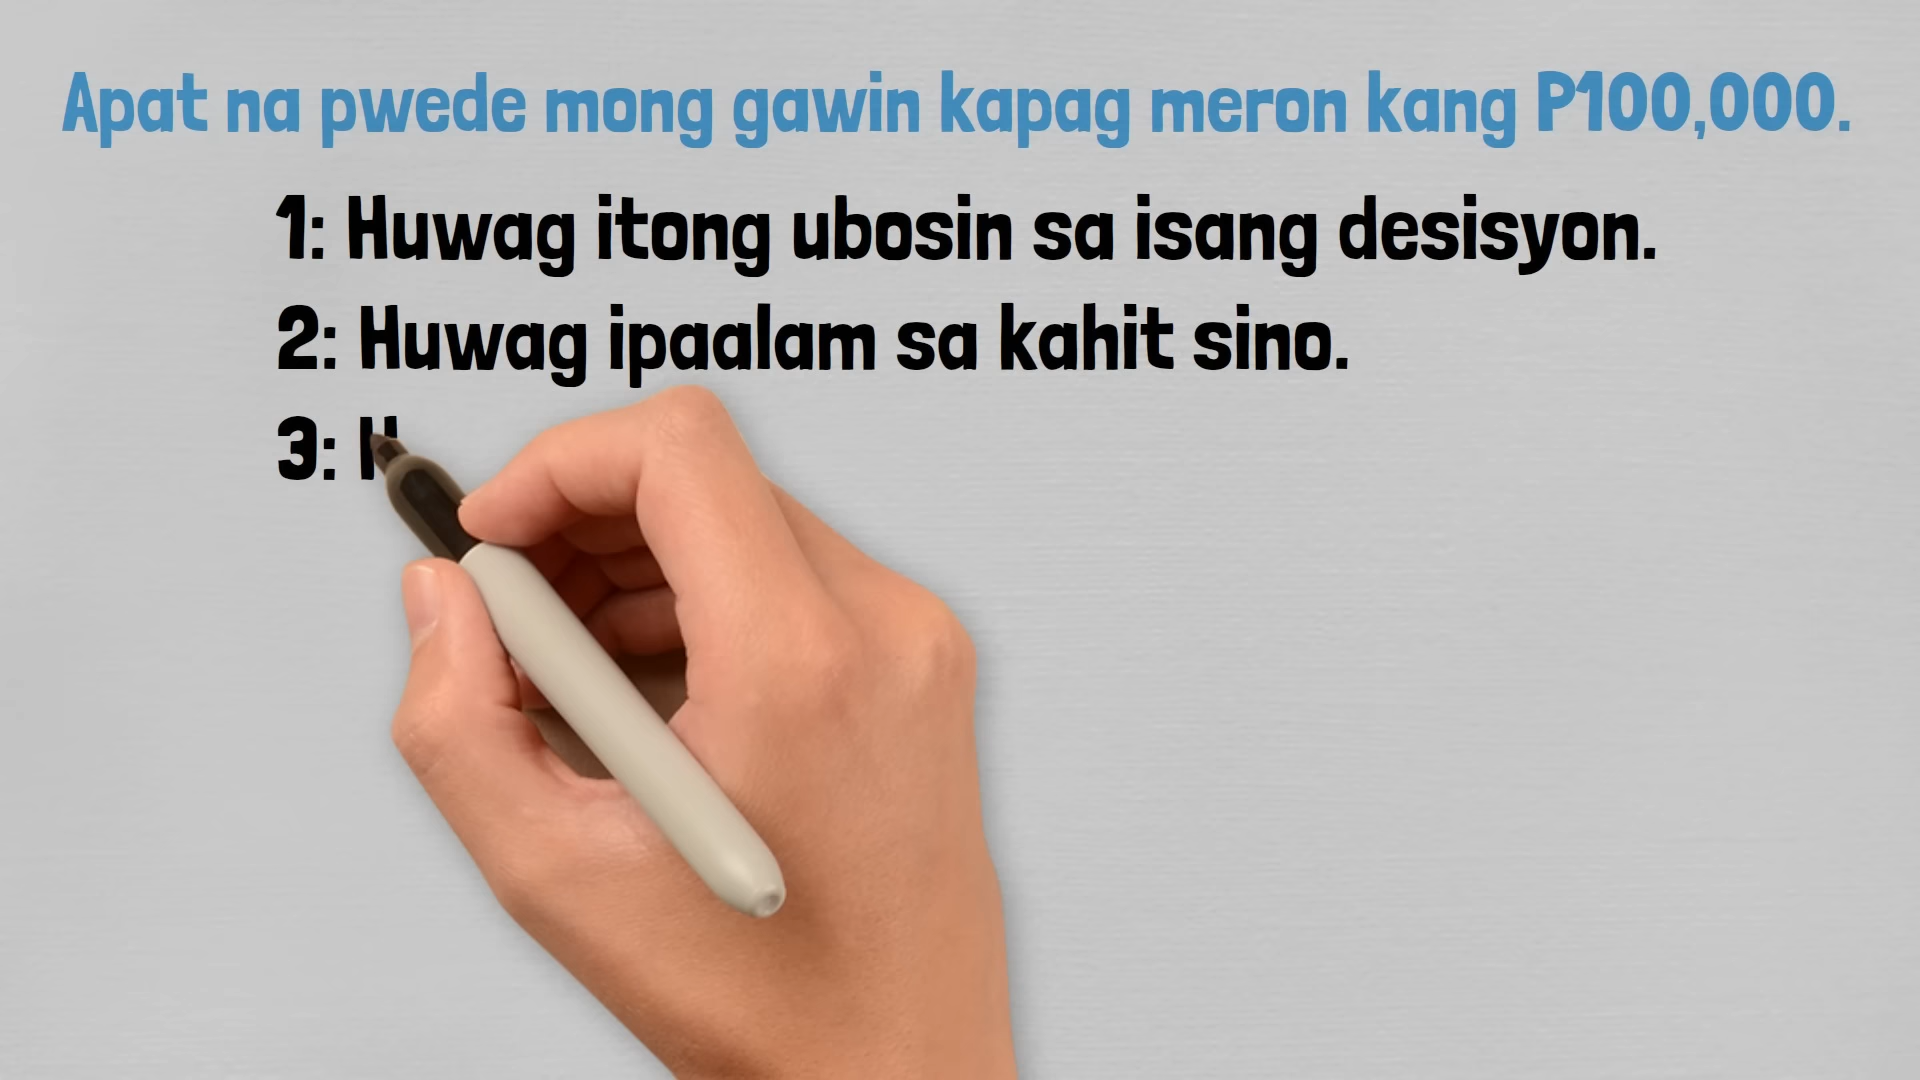 Apat na pwede mong gawin kapag meron kang P100,000.
1: Huwag itong ubosin sa isang desisyon.
2: Huwag ipaalam sa kahit sino.
3: